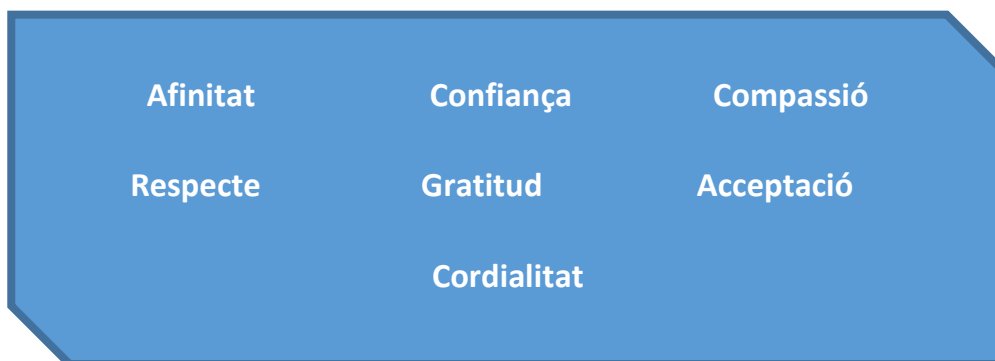 Afinitat Confiança Compassió
Respecte Gratitud Acceptació
Cordialitat